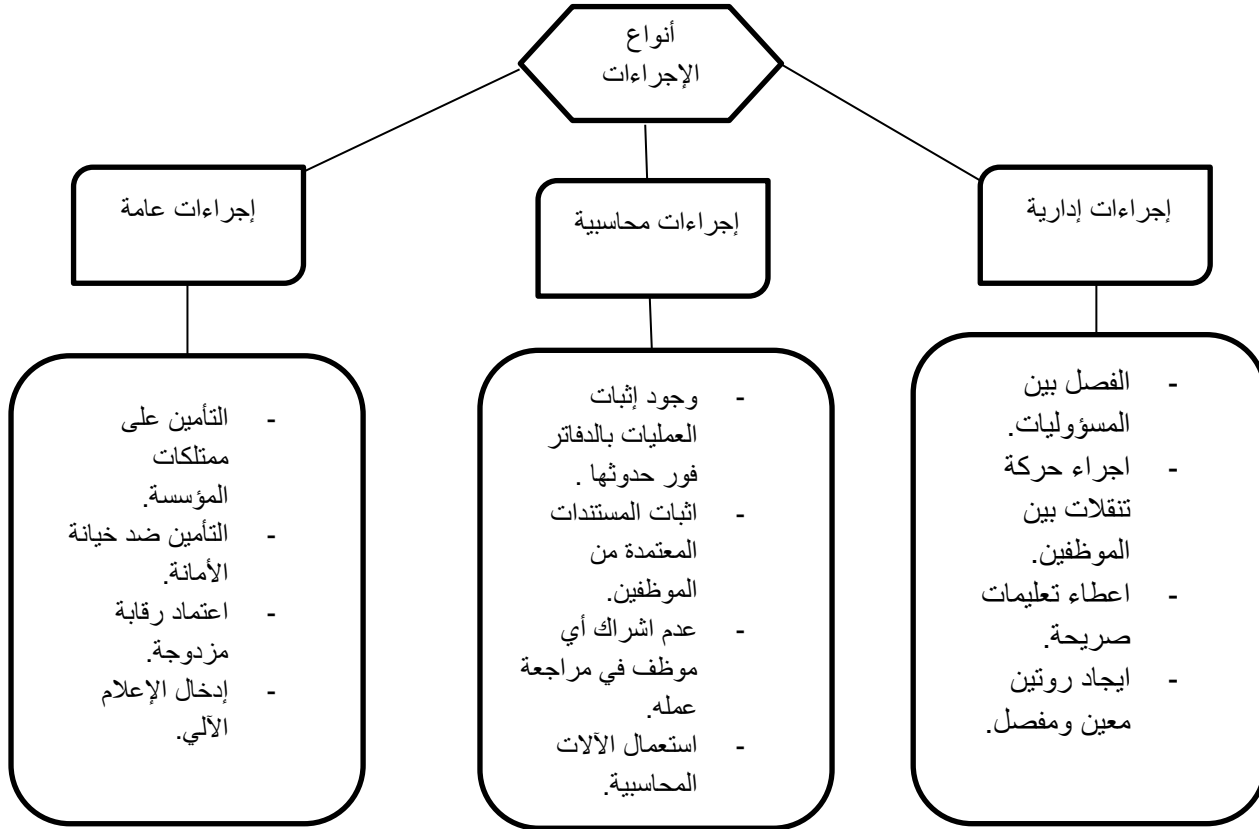 أنواع
الإجراءات
إجراءات إدارية
إجراءات محاسبية
إجراءات عامة
- الفصل بين
المسؤوليات.
- اجراء حركة
تنقلات بين
الموظفين.
- اعطاء تعليمات
صريحة.
- ايجاد روتين
معين ومفصل.
- وجود إثبات
العمليات بالدفاتر
فور حدوثها .
- اثبات المستندات
المعتمدة من
الموظفين.
- عدم اشراك أي
موظف في مراجعة
عمله.
- استعمال الآلات
المحاسبية.
- التأمين على
ممتلكات
المؤسسة.
- التأمين ضد خيانة
الأمانة.
- اعتماد رقابة
مزدوجة.
- إدخال الإعلام
الآلي.